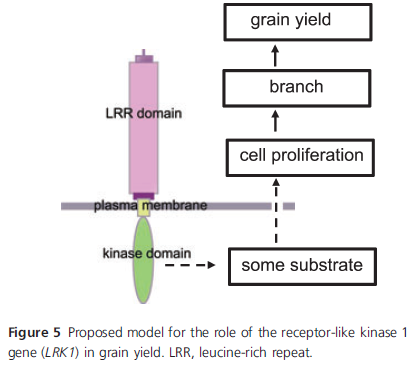 grain yield
branch
LRR domain
cell proliferation
plasma membrane
kinase domain
some substrate
Figure 5 Proposed model for the role of the receptor-like kinase 1
gene (LRK1) in grain yield. LRR, leucine-rich repeat.